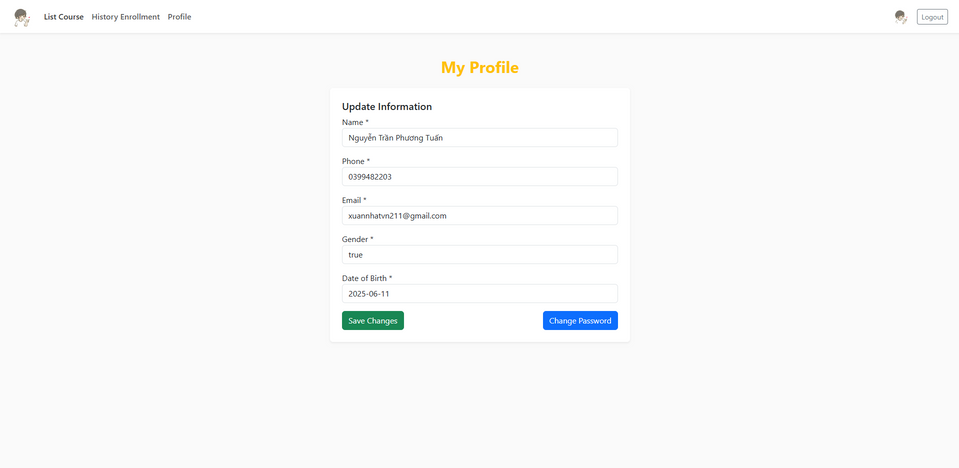 List Course History Enrollment Profile Logout
My Profile
Update Information
Name *
Nguyễn Trần Phương Tuấn
Phone *
0399482203
Email *
xuannhatvn211@gmail.com
Gender *
true
Date of Birth *
2025-06-11
Save Changes Change Password